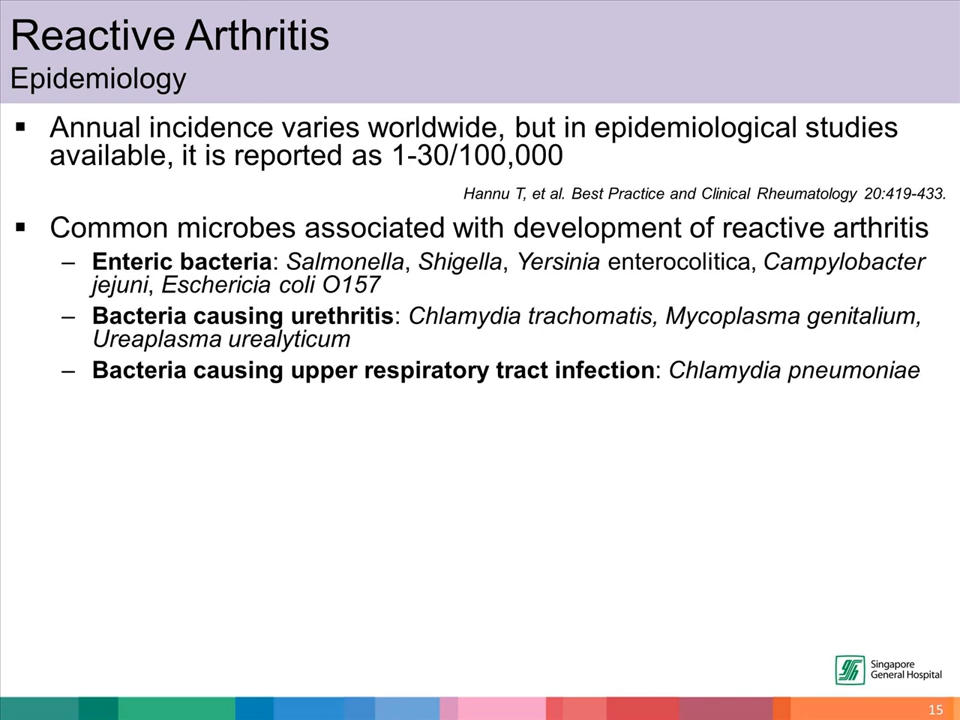 Reactive Arthritis
Epidemiology
▪ Annual incidence varies worldwide, but in epidemiological studies
available, it is reported as 1-30/100,000
Hannu T, et al. Best Practice and Clinical Rheumatology 20:419-433.
▪ Common microbes associated with development of reactive arthritis
– Enteric bacteria: Salmonella, Shigella, Yersinia enterocolitica, Campylobacter
jejuni, Eschericia coli O157
– Bacteria causing urethritis: Chlamydia trachomatis, Mycoplasma genitalium,
Ureaplasma urealyticum
– Bacteria causing upper respiratory tract infection: Chlamydia pneumoniae
Singapore
General Hospital
15